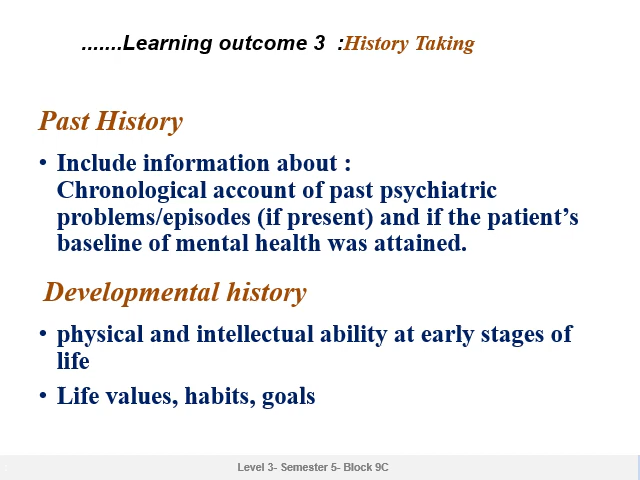 .......Learning outcome 3  :History Taking
Past History
• Include information about :
Chronological account of past psychiatric
problems/episodes (if present) and if the patient’s
baseline of mental health was attained.
Developmental history
• physical and intellectual ability at early stages of
life
• Life values, habits, goals
:
Level 3- Semester 5- Block 9C